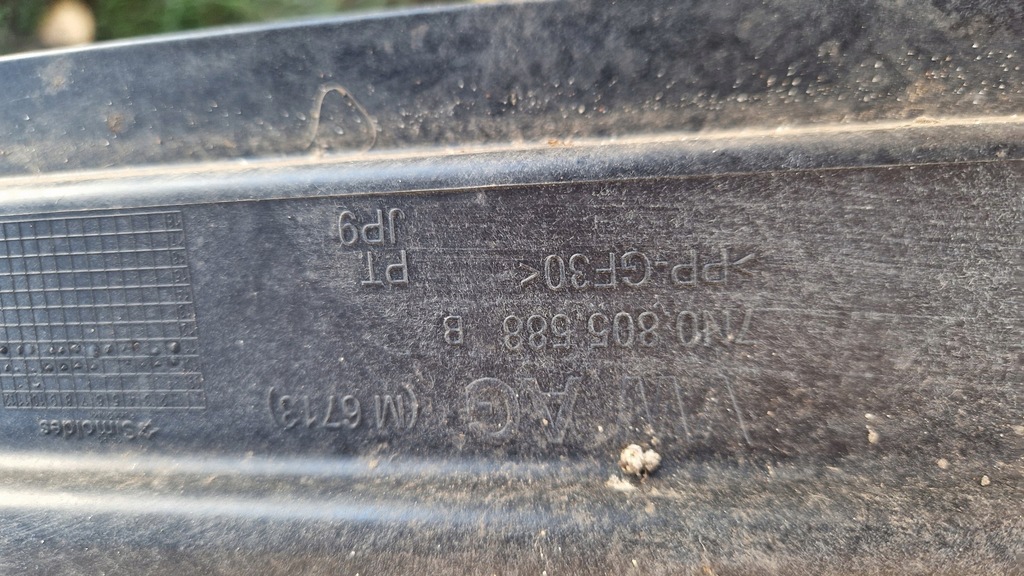 Simoldes (M 6713) VW AG
7N0.805.588 B
>PP-GF30< PT.
JP9